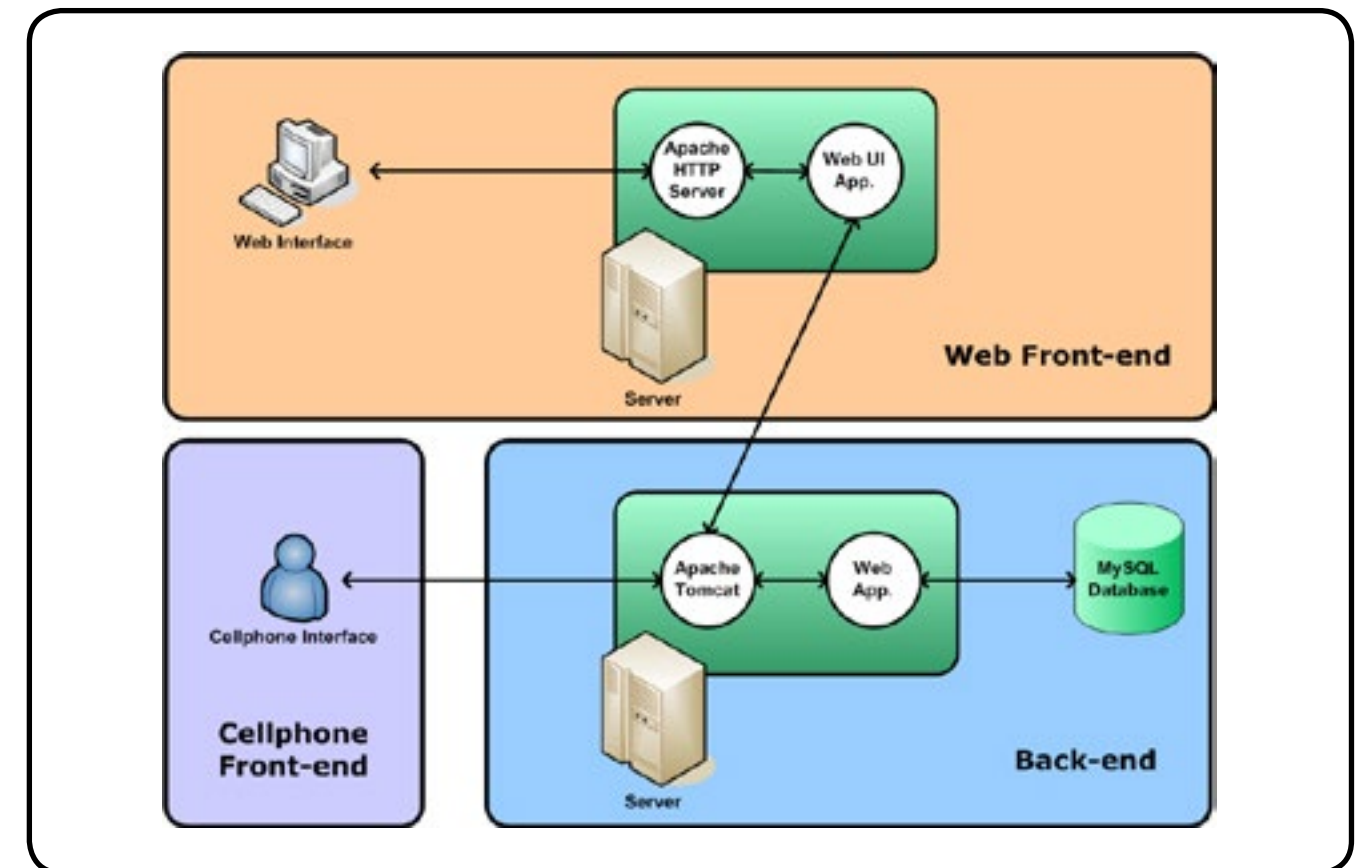 Apache
HTTP
Server
Web UI
App.
Web Interface
Server
Web Front-end
Apache
Tomcat
Web
App.
MySQL
Database
Cellphone Interface
Cellphone
Front-end
Server
Back-end